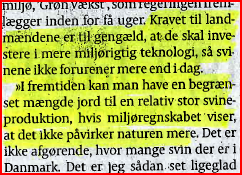 miljø, Grøn vækst, som regeringen frem-
lægger inden for få uger. Kravet til land-
mændene er til gengæld, at de skal inve-
stere i mere miljørigtig teknologi, så svi-
nene ikke forurener mere end i dag.
»I fremtiden kan man have en begræn-
set mængde jord til en relativ stor svine-
produktion, hvis miljøregnskabet viser,
at det ikke påvirker naturen mere. Det er
ikke afgørende, hvor mange svin der er i
Danmark. Det er jeg sådan set ligeglad